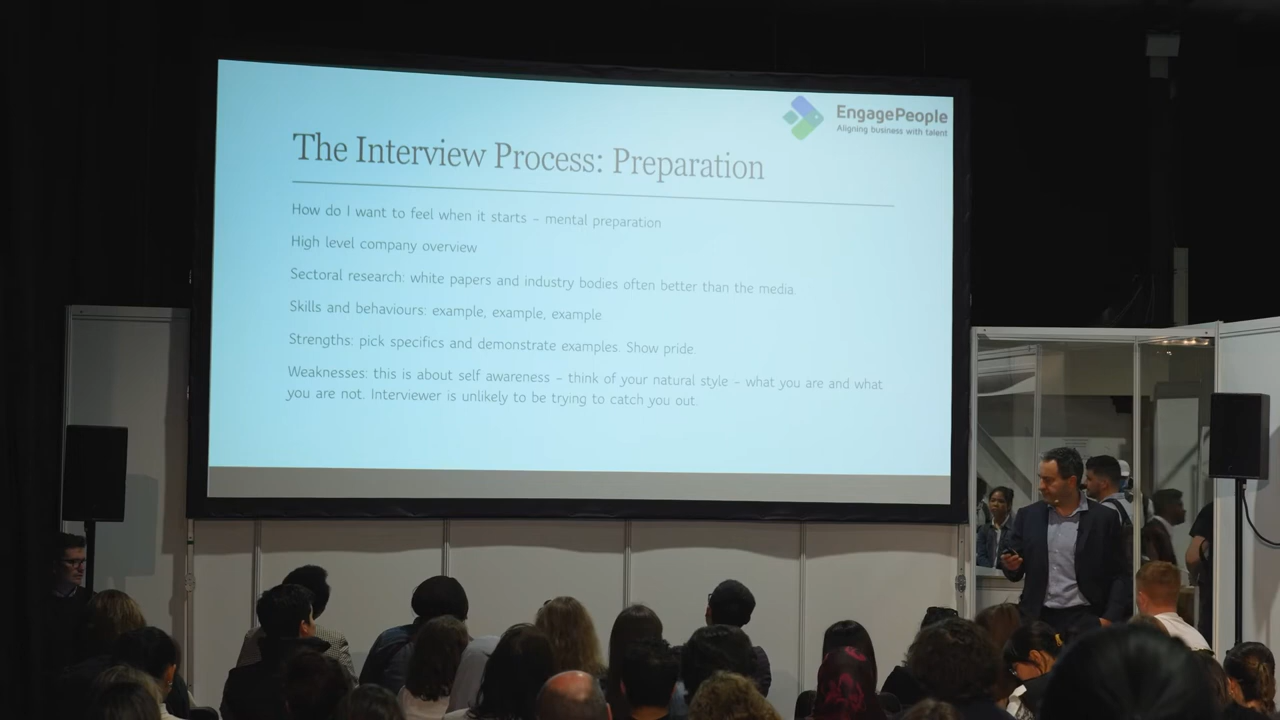 EngagePeople
Aligning business with talent
The Interview Process: Preparation
How do I want to feel when it starts – mental preparation
High level company overview
Sectoral research: white papers and industry bodies often better than the media.
Skills and behaviours: example, example, example
Strengths: pick specifics and demonstrate examples. Show pride.
Weaknesses: this is about self awareness – think of your natural style – what you are and what
you are not. Interviewer is unlikely to be trying to catch you out.